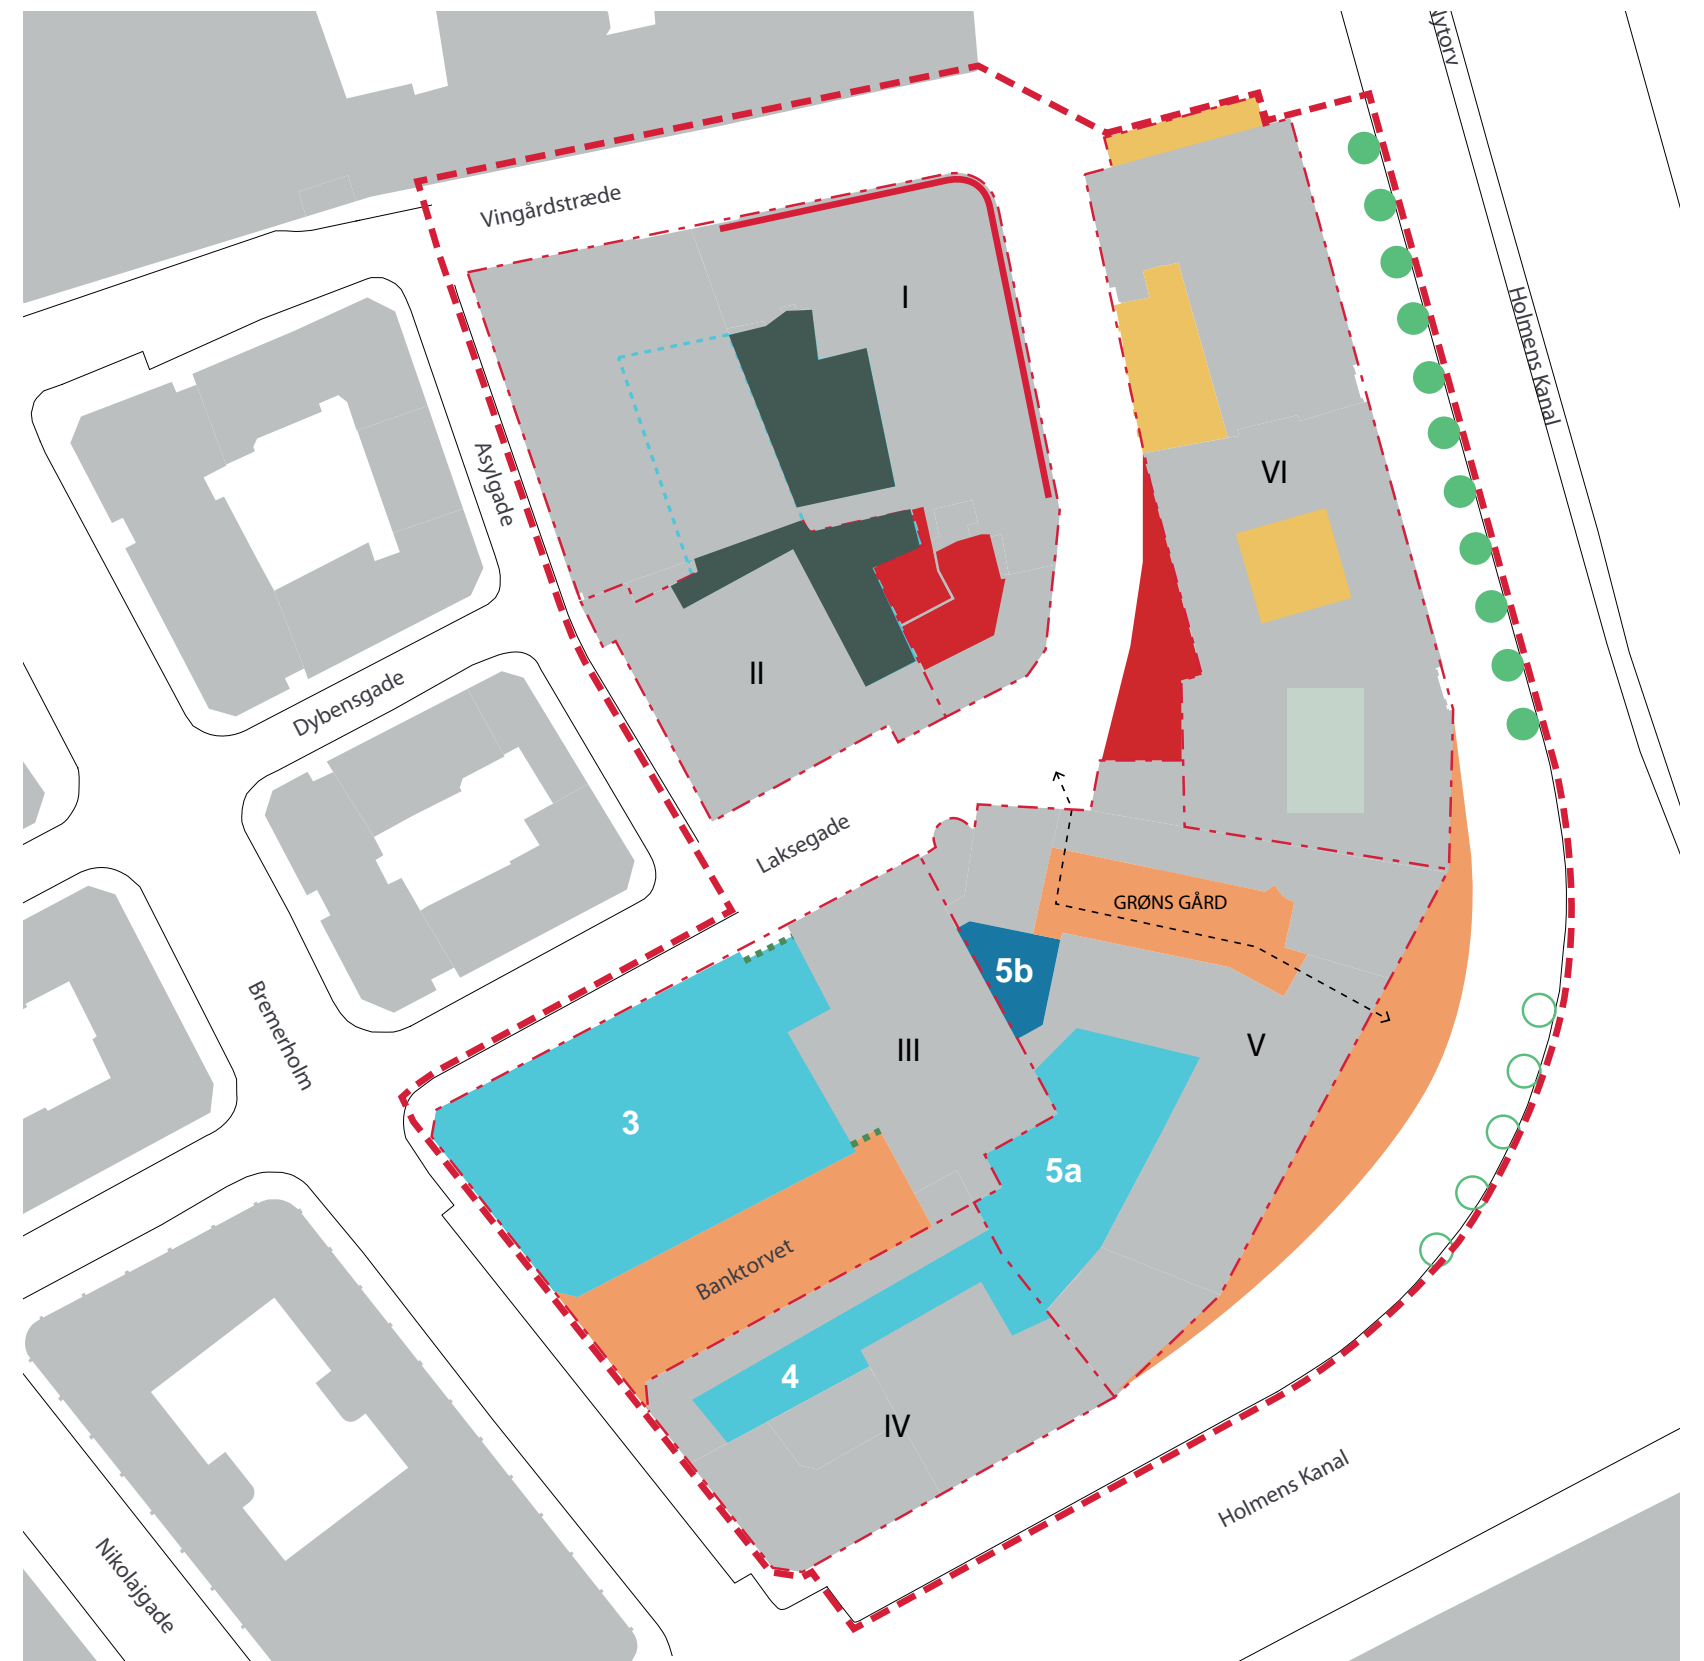 Vingårdstræde
I
Holmens Kanal
Asylgade
VI
II
Dybensgade
Laksegade
GRØNS GÅRD
5b
Bremerholm
III
V
3
5a
Banktorvet
4
IV
Holmens Kanal
Nikolajgade